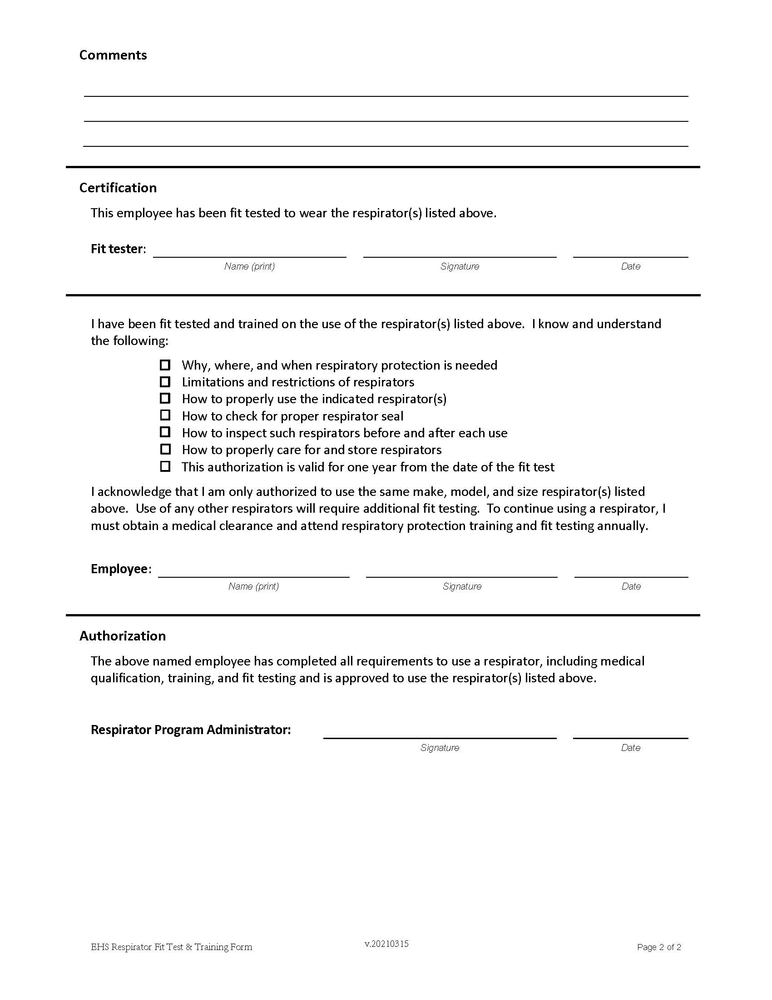 Comments
Certification
This employee has been fit tested to wear the respirator(s) listed above.
Fit tester:
Name (print) Signature Date
I have been fit tested and trained on the use of the respirator(s) listed above.  I know and understand
the following:
Why, where, and when respiratory protection is needed
Limitations and restrictions of respirators
How to properly use the indicated respirator(s)
How to check for proper respirator seal
How to inspect such respirators before and after each use
How to properly care for and store respirators
This authorization is valid for one year from the date of the fit test
I acknowledge that I am only authorized to use the same make, model, and size respirator(s) listed
above.  Use of any other respirators will require additional fit testing.  To continue using a respirator, I
must obtain a medical clearance and attend respiratory protection training and fit testing annually.
Employee:
Name (print) Signature Date
Authorization
The above named employee has completed all requirements to use a respirator, including medical
qualification, training, and fit testing and is approved to use the respirator(s) listed above.
Respirator Program Administrator:
Signature Date
EHS Respirator Fit Test & Training Form v.20210315 Page 2 of 2